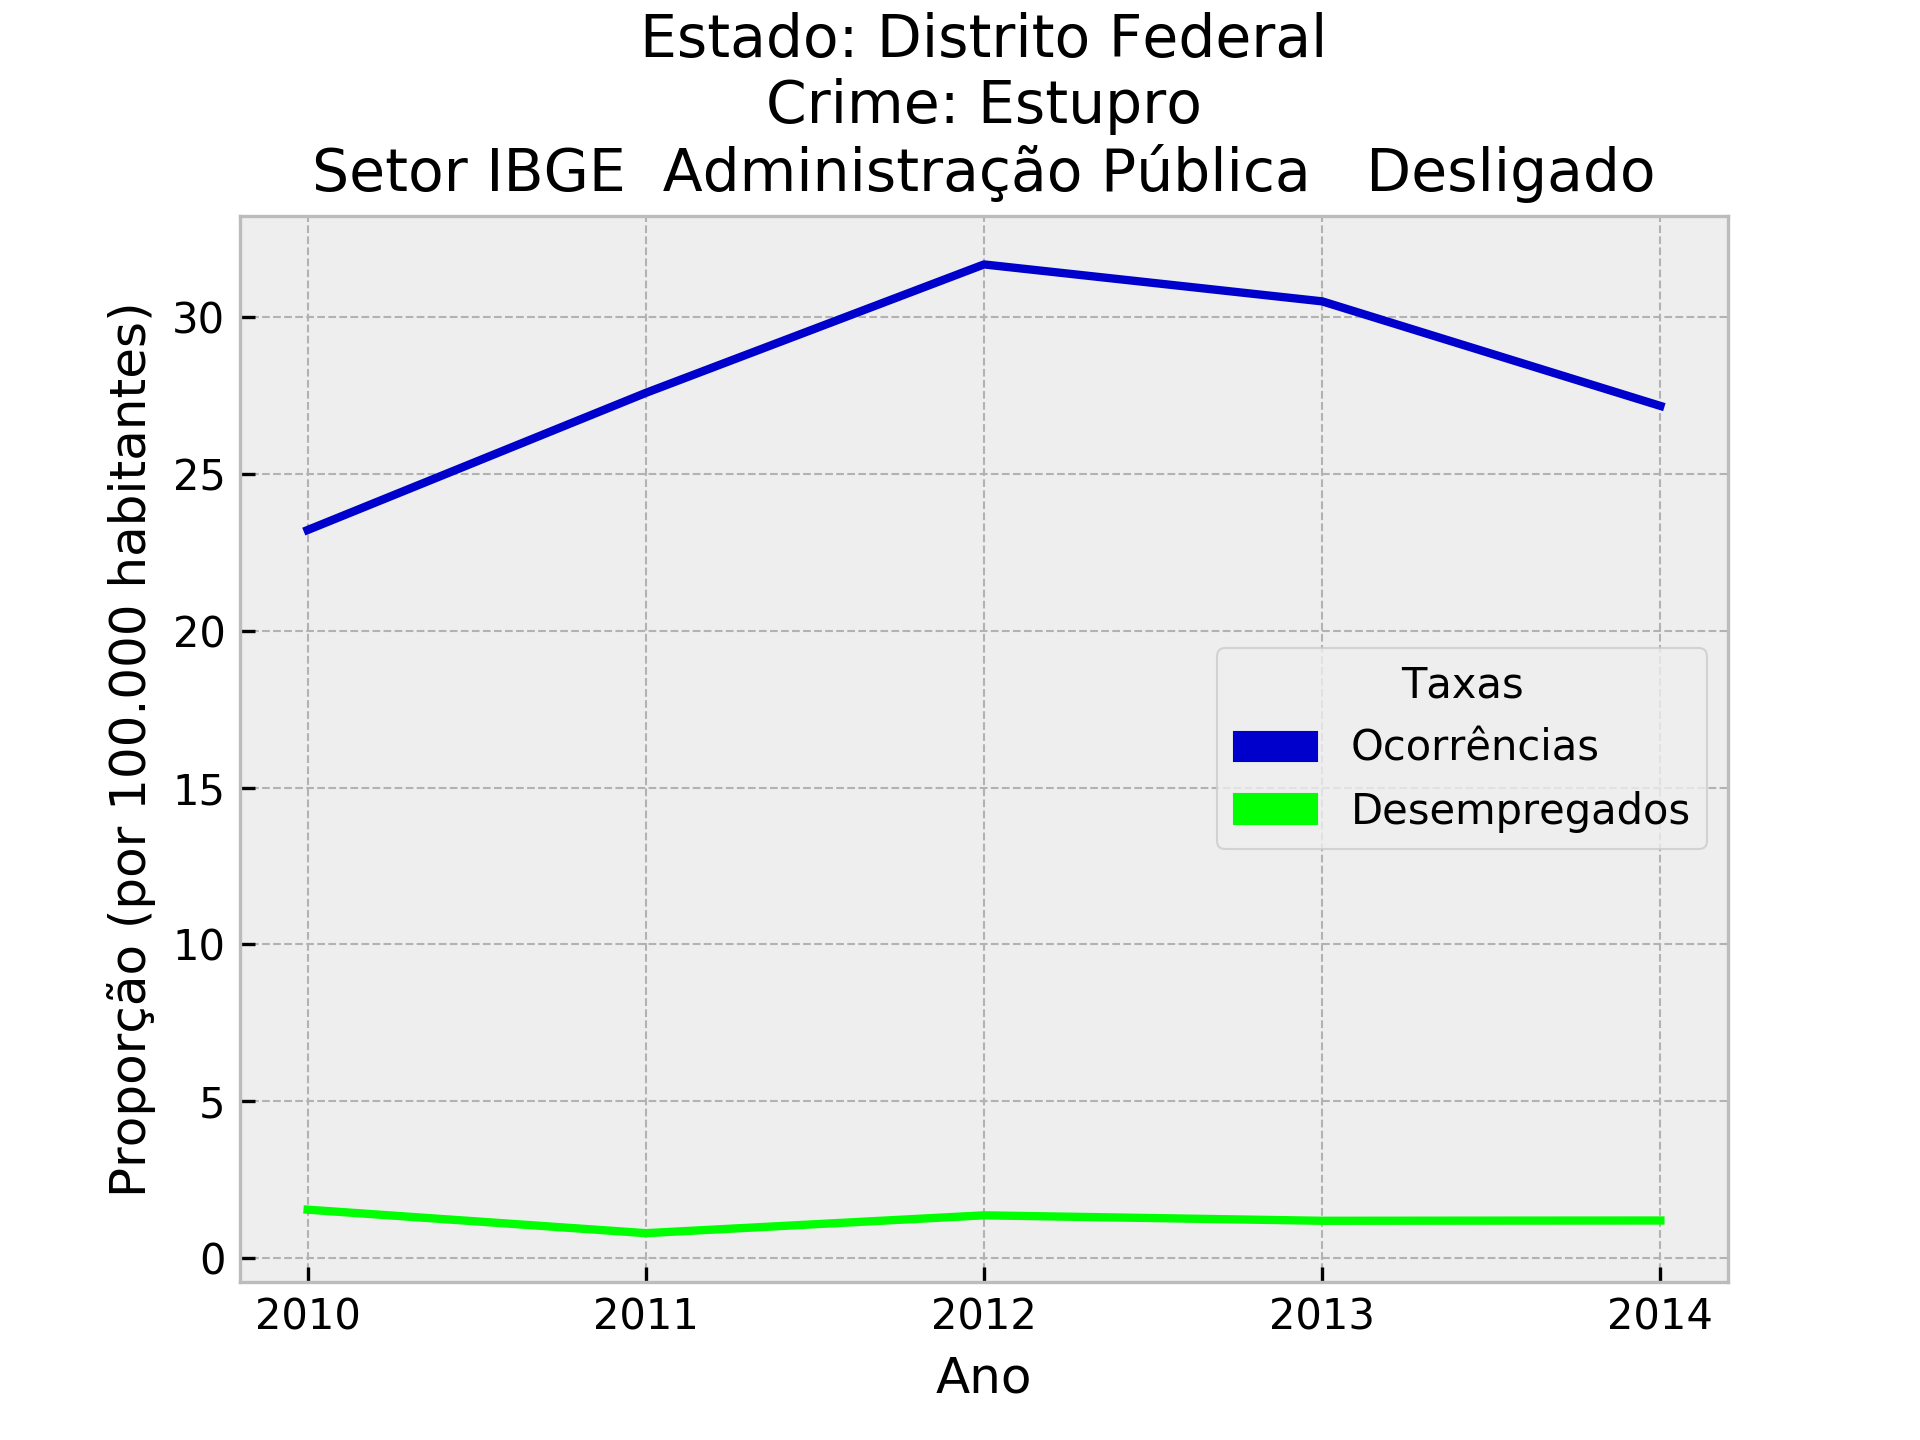 Estado: Distrito Federal
Crime: Estupro
Setor IBGE  Administração Pública   Desligado
Proporção (por 100.000 habitantes)
30
25
20
15
10
5
0
Taxas
Ocorrências
Desempregados
2010 2011 2012 2013 2014
Ano